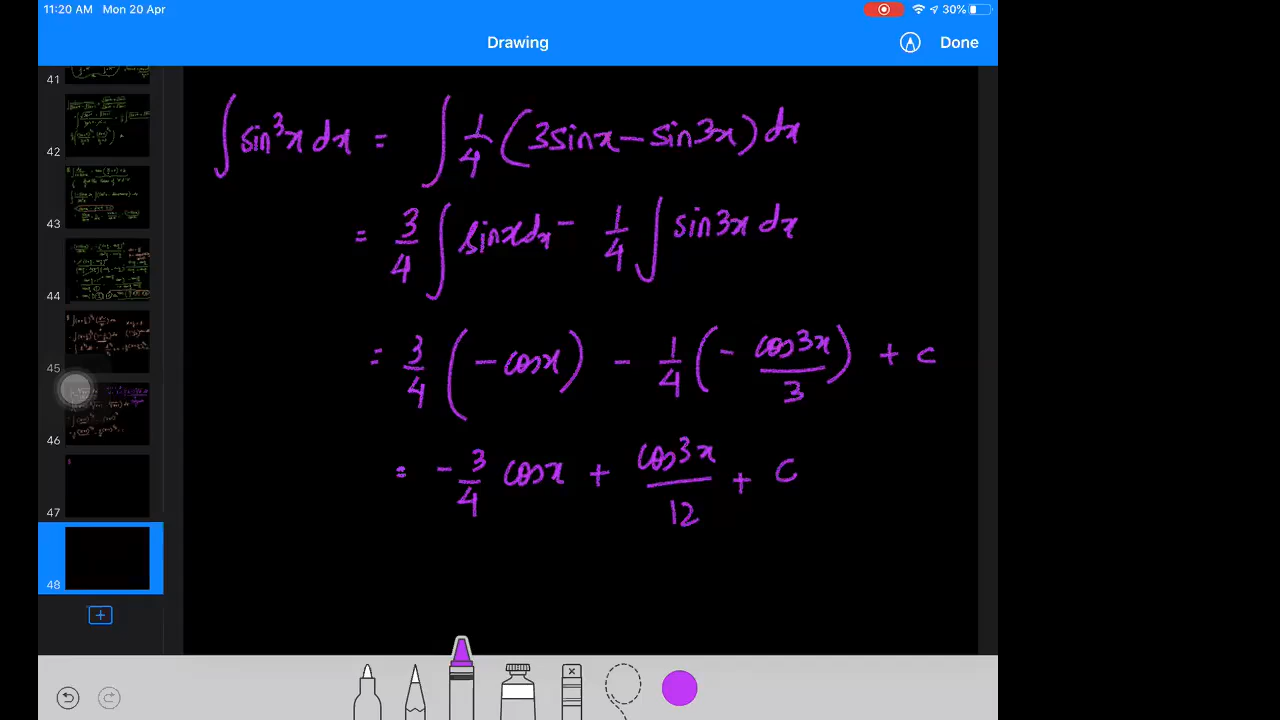 11:20 AM Mon 20 Apr 30%
Drawing Done
41
42
43
44
45
46
47
48
∫ sin³x dx = ∫ 1/4 (3sinx − sin3x) dx
= 3/4 ∫ sinx dx − 1/4 ∫ sin3x dx
= 3/4 (− cosx) − 1/4 (− cos3x/3) + c
= − 3/4 cosx + cos3x/12 + c